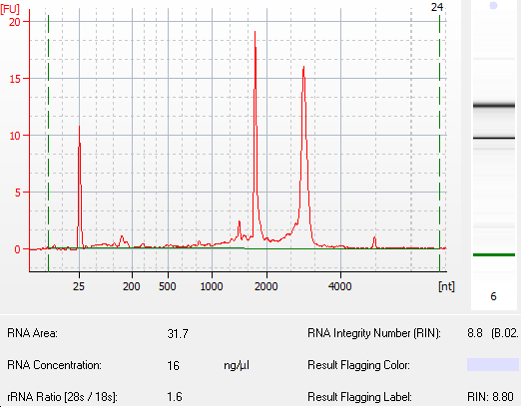 [FU]
24
20
15
10
5
0
25 200 500 1000 2000 4000 [nt]
6
RNA Area: 31.7 RNA Integrity Number (RIN): 8.8 (B.02.
RNA Concentration: 16 ng/µl Result Flagging Color:
rRNA Ratio [28s / 18s]: 1.6 Result Flagging Label: RIN: 8.80